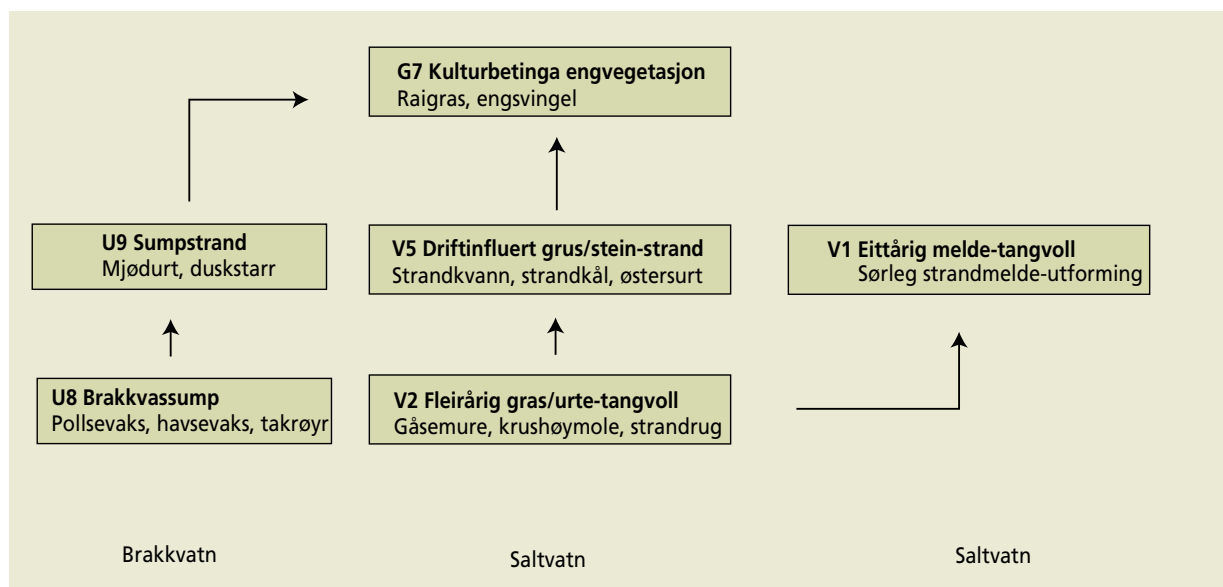 G7 Kulturbetinga engvegetasjon
Raigras, engsvingel
U9 Sumpstrand
Mjødurt, duskstarr
V5 Driftinfluert grus/stein-strand
Strandkvann, strandkål, østersurt
V1 Eittårig melde-tangvoll
Sørleg strandmelde-utforming
U8 Brakkvassump
Pollsevaks, havsevaks, takrøyr
V2 Fleirårig gras/urte-tangvoll
Gåsemure, krushøymole, strandrug
Brakkvatn
Saltvatn
Saltvatn